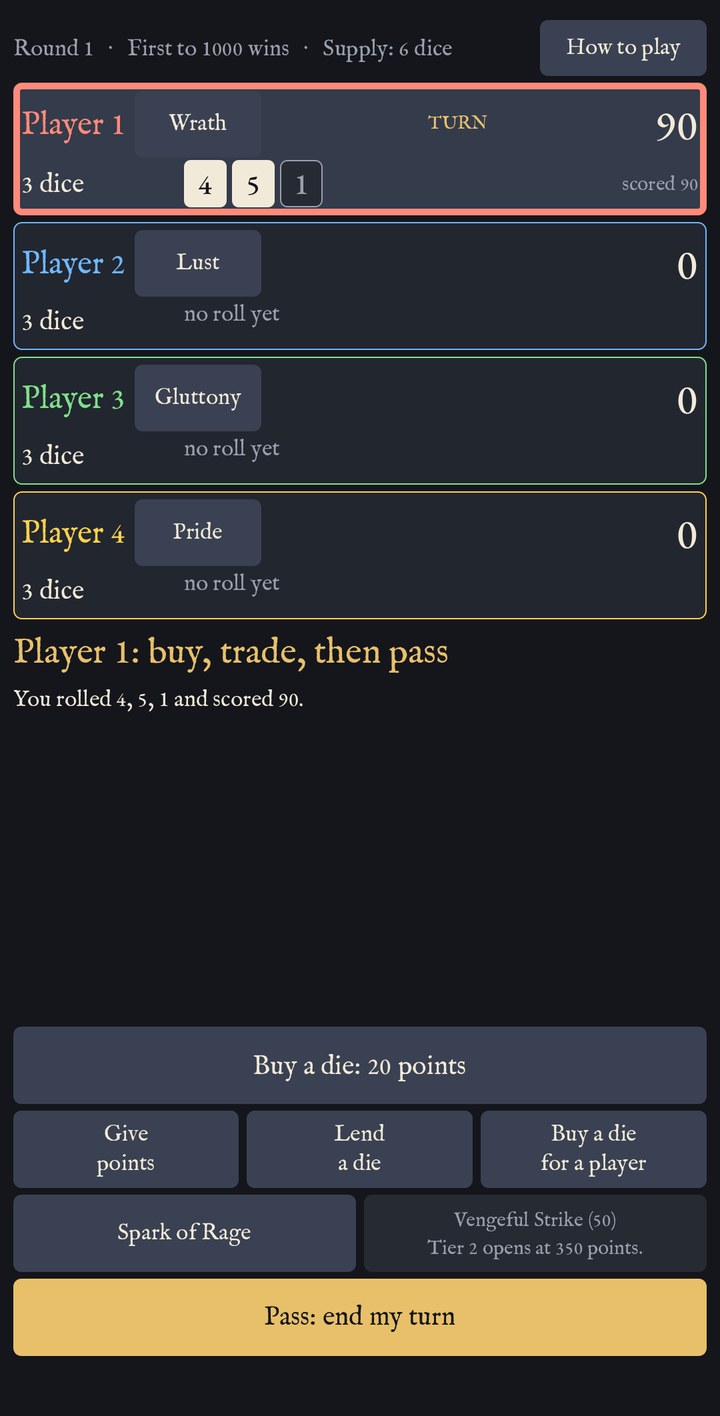 Round 1 · First to 1000 wins · Supply: 6 dice
How to play
Player 1
Wrath
TURN
90
3 dice
4 5 1
scored 90
Player 2
Lust
0
3 dice
no roll yet
Player 3
Gluttony
0
3 dice
no roll yet
Player 4
Pride
0
3 dice
no roll yet
Player 1: buy, trade, then pass
You rolled 4, 5, 1 and scored 90.
Buy a die: 20 points
Give
points
Lend
a die
Buy a die
for a player
Spark of Rage
Vengeful Strike (50)
Tier 2 opens at 350 points.
Pass: end my turn